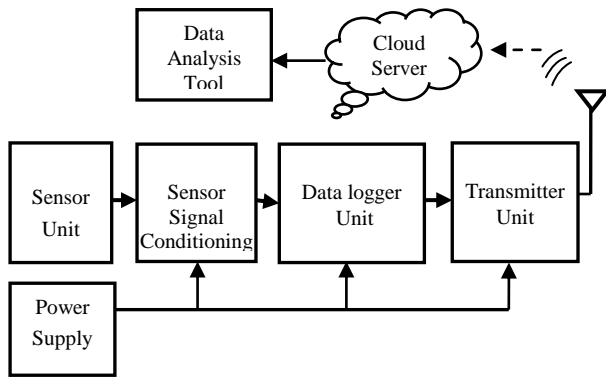 Data
Analysis
Tool
Cloud
Server
Sensor
Unit
Sensor
Signal
Conditioning
Data logger
Unit
Transmitter
Unit
Power
Supply